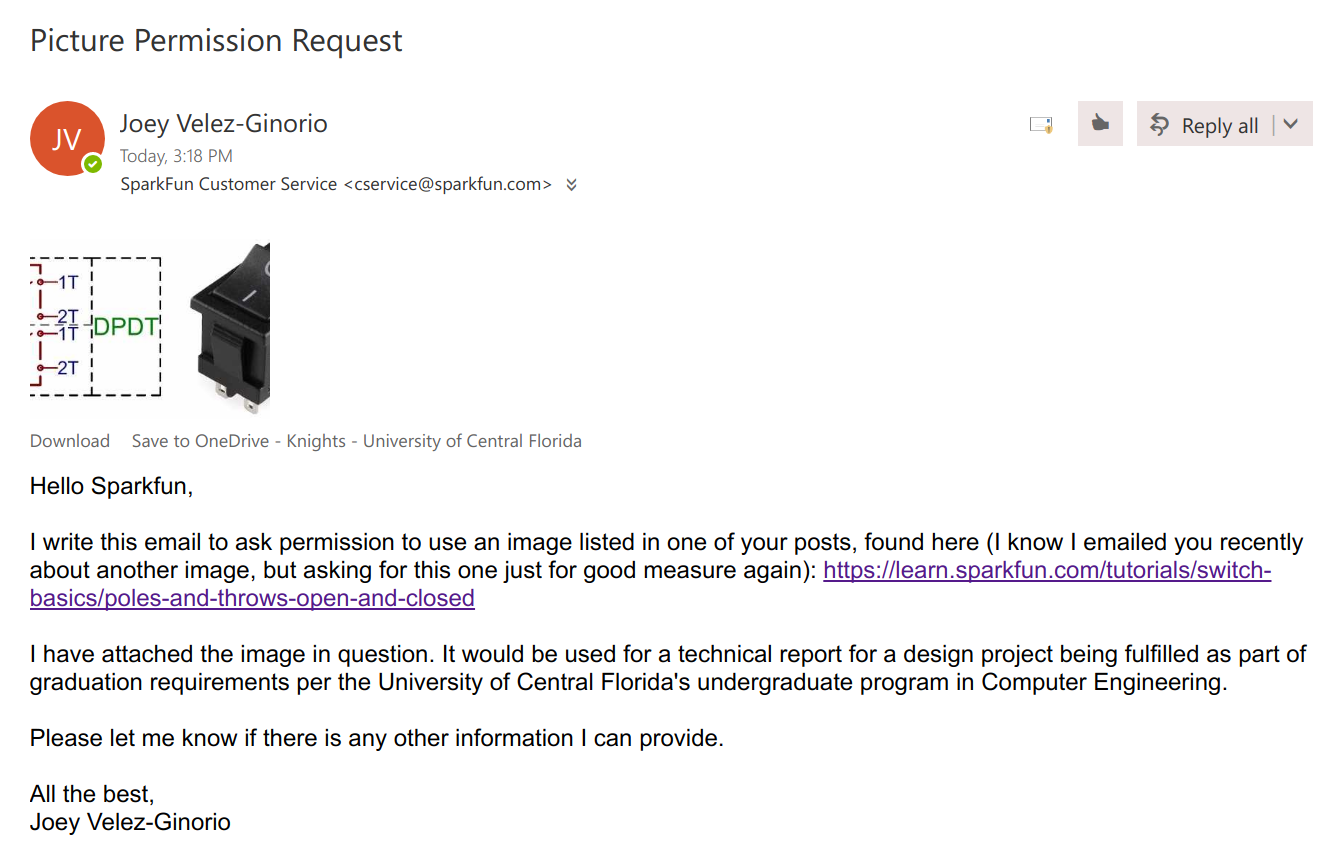 Picture Permission Request
JV
Joey Velez-Ginorio
Today, 3:18 PM
SparkFun Customer Service <cservice@sparkfun.com>
Reply all
1T
2T
1T
2T
DPDT
Download Save to OneDrive - Knights - University of Central Florida
Hello Sparkfun,
I write this email to ask permission to use an image listed in one of your posts, found here (I know I emailed you recently
about another image, but asking for this one just for good measure again): https://learn.sparkfun.com/tutorials/switch-
basics/poles-and-throws-open-and-closed
I have attached the image in question. It would be used for a technical report for a design project being fulfilled as part of
graduation requirements per the University of Central Florida's undergraduate program in Computer Engineering.
Please let me know if there is any other information I can provide.
All the best,
Joey Velez-Ginorio